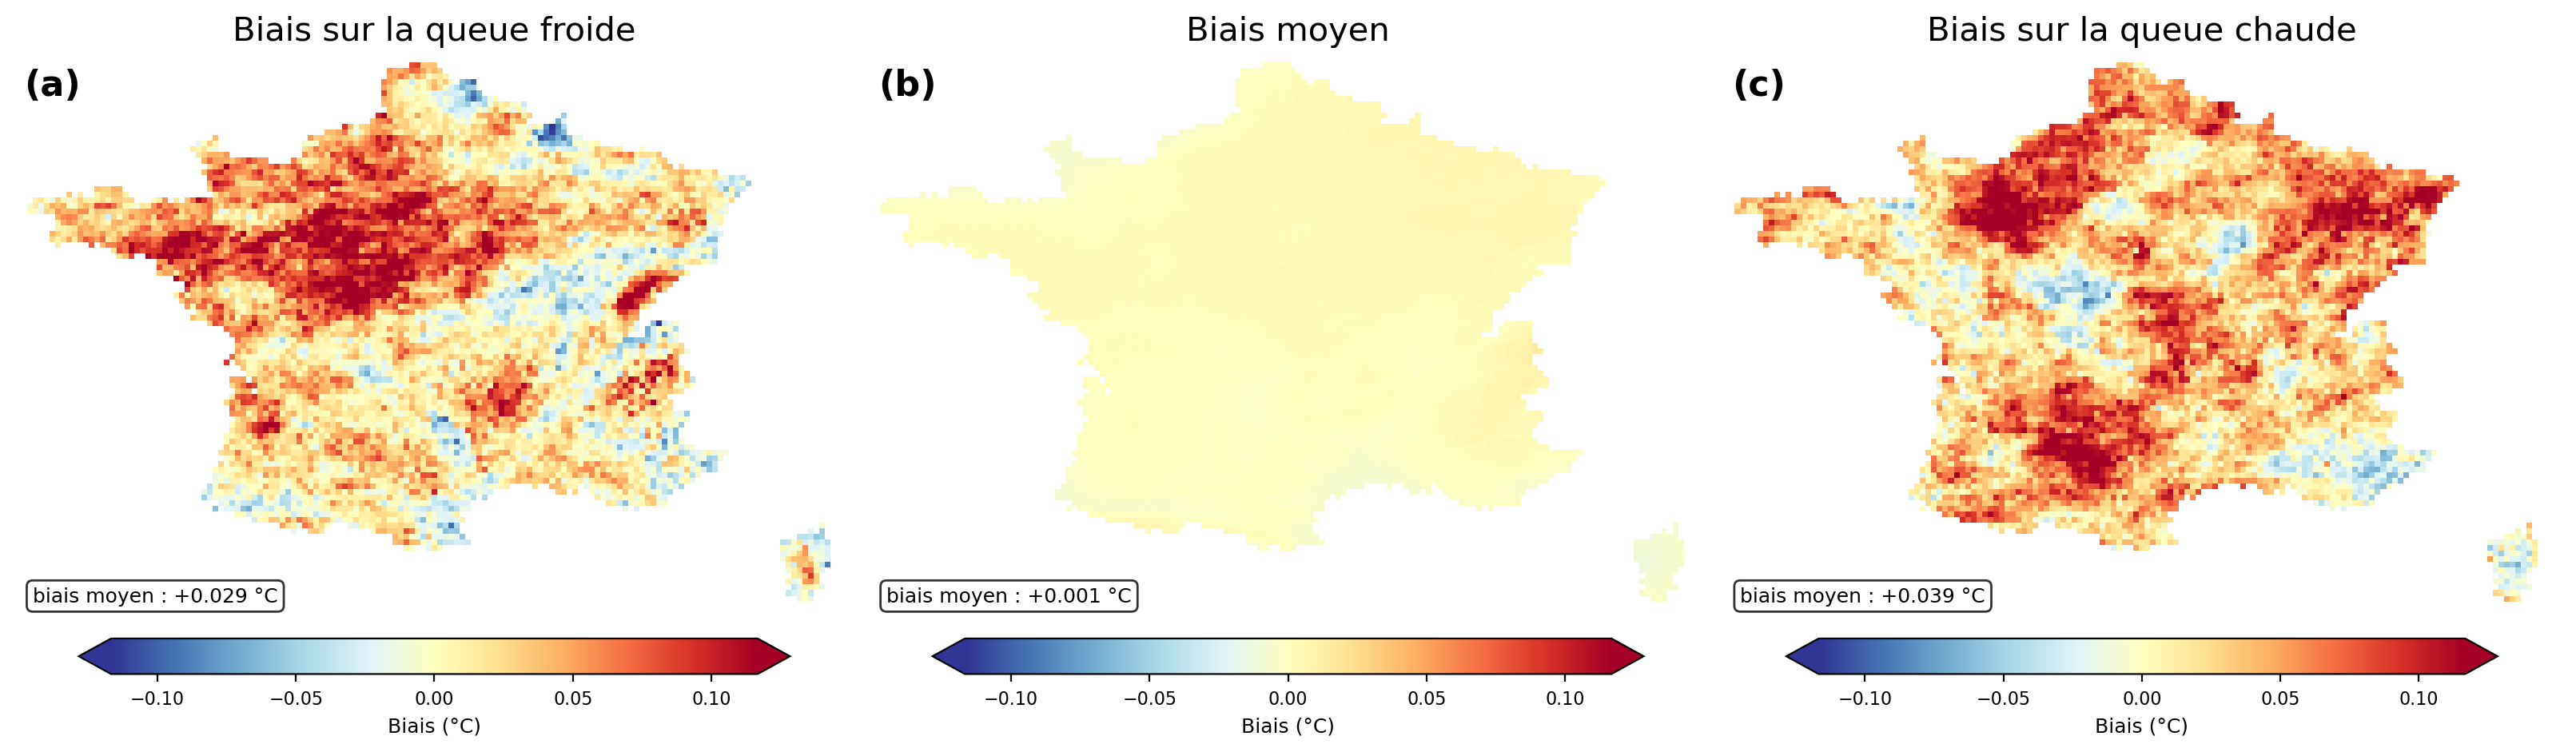 Biais sur la queue froide
(a)
biais moyen : +0.029 °C
−0.10 −0.05 0.00 0.05 0.10
Biais (°C)
Biais moyen
(b)
biais moyen : +0.001 °C
−0.10 −0.05 0.00 0.05 0.10
Biais (°C)
Biais sur la queue chaude
(c)
biais moyen : +0.039 °C
−0.10 −0.05 0.00 0.05 0.10
Biais (°C)